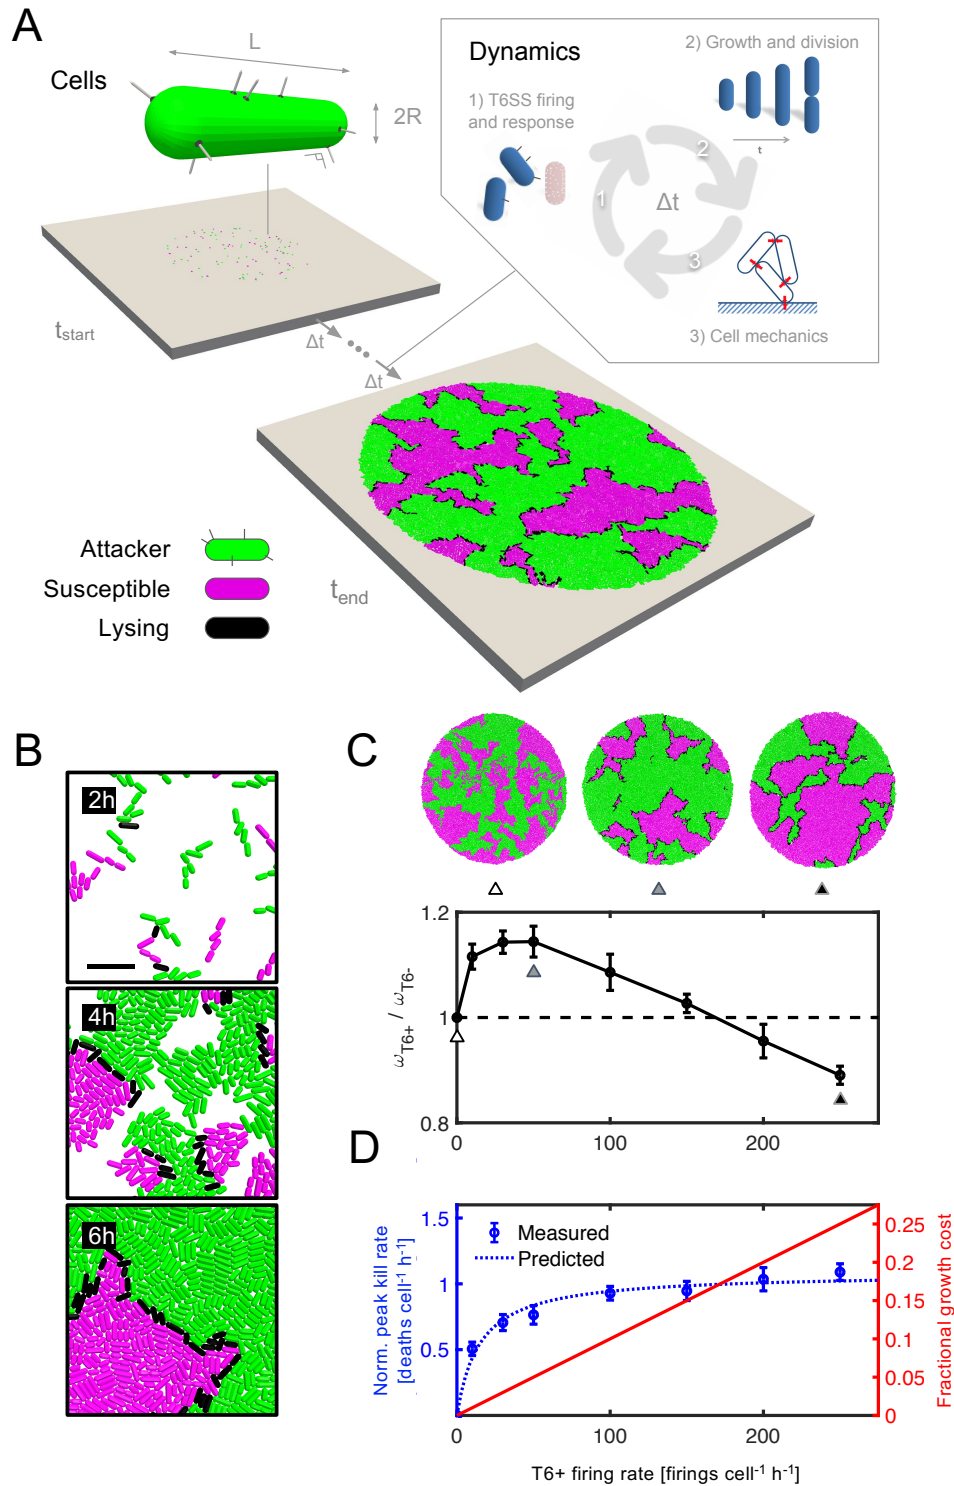 A
L
Cells
2R
t_start
Δt
Δt
Dynamics
1) T6SS firing
and response
2) Growth and division
t
1
2
3
Δt
3) Cell mechanics
Attacker
Susceptible
Lysing
t_end
B
2h
4h
6h
C
ω_T6+ / ω_T6-
1.2
1
0.8
0
100
200
D
Norm. peak kill rate
[deaths cell⁻¹ h⁻¹]
1.5
1
0.5
Measured
Predicted
0.25
0.2
0.15
0.1
0.05
0
Fractional growth cost
0
100
200
T6+ firing rate [firings cell⁻¹ h⁻¹]